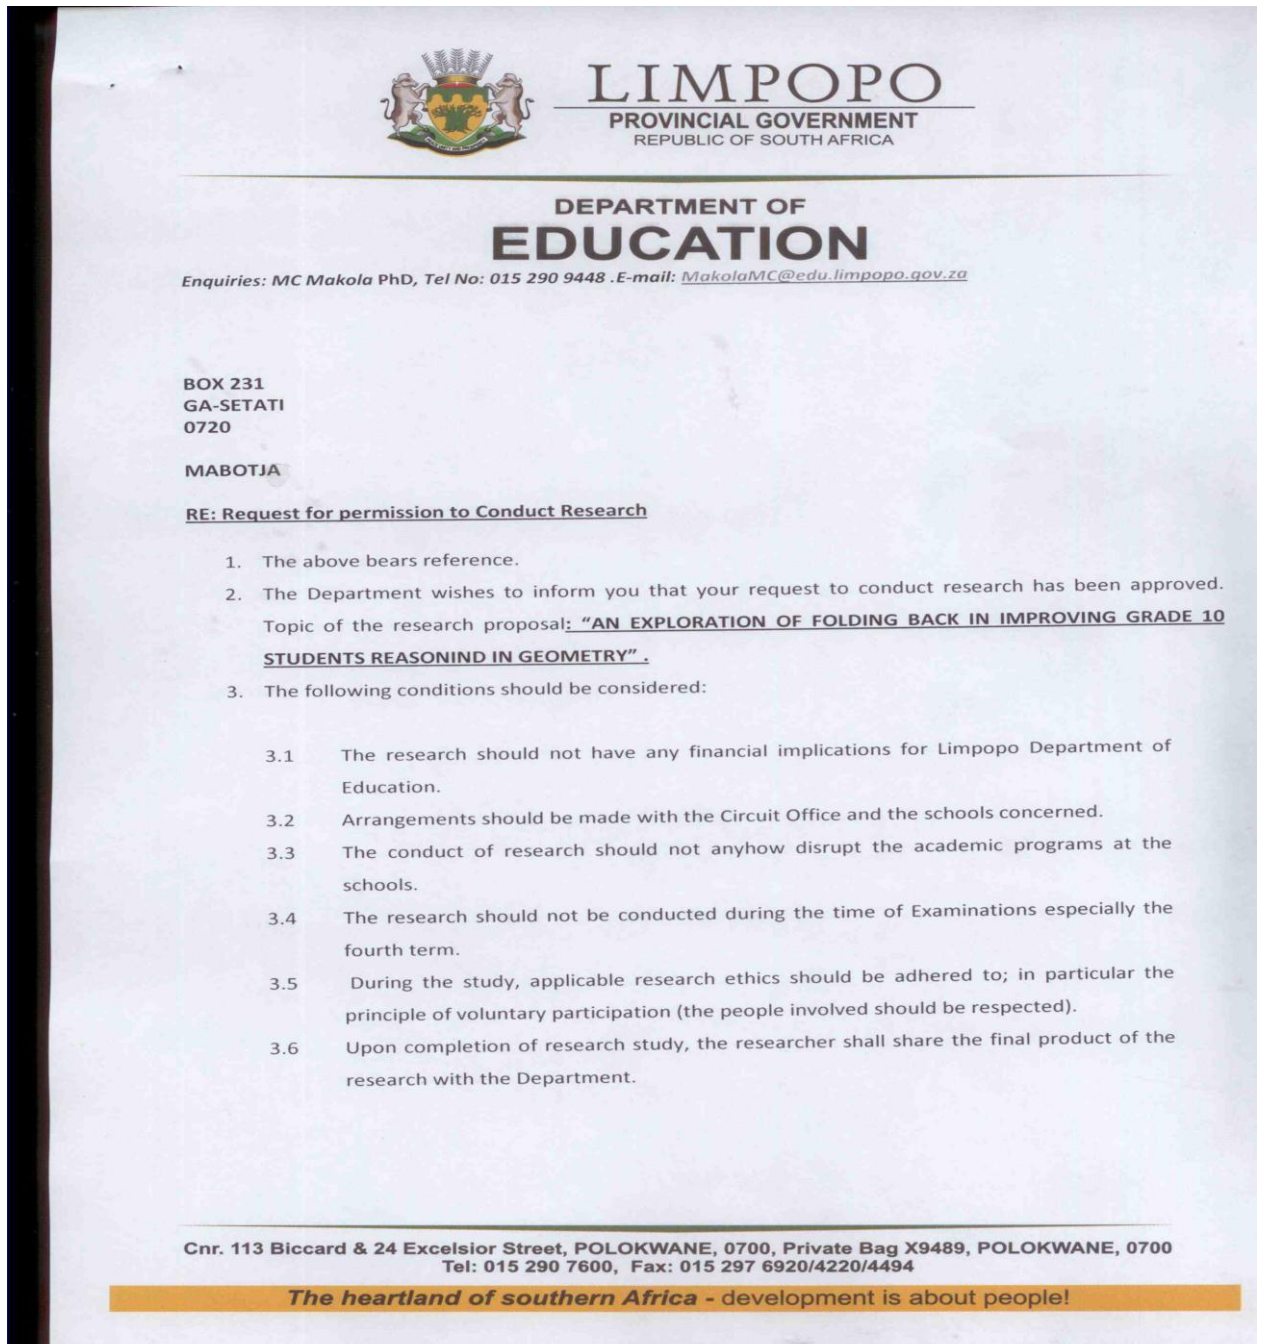 LIMPOPO
PROVINCIAL GOVERNMENT
REPUBLIC OF SOUTH AFRICA
DEPARTMENT OF
EDUCATION
Enquiries: MC Makola PhD, Tel No: 015 290 9448 .E-mail: MakolaMC@edu.limpopo.gov.za
BOX 231
GA-SETATI
0720
MABOTJA
RE: Request for permission to Conduct Research
1. The above bears reference.
2. The Department wishes to inform you that your request to conduct research has been approved.
Topic of the research proposal: “AN EXPLORATION OF FOLDING BACK IN IMPROVING GRADE 10
STUDENTS REASONIND IN GEOMETRY” .
3. The following conditions should be considered:
3.1 The research should not have any financial implications for Limpopo Department of
Education.
3.2 Arrangements should be made with the Circuit Office and the schools concerned.
3.3 The conduct of research should not anyhow disrupt the academic programs at the
schools.
3.4 The research should not be conducted during the time of Examinations especially the
fourth term.
3.5 During the study, applicable research ethics should be adhered to; in particular the
principle of voluntary participation (the people involved should be respected).
3.6 Upon completion of research study, the researcher shall share the final product of the
research with the Department.
Cnr. 113 Biccard & 24 Excelsior Street, POLOKWANE, 0700, Private Bag X9489, POLOKWANE, 0700
Tel: 015 290 7600, Fax: 015 297 6920/4220/4494
The heartland of southern Africa - development is about people!